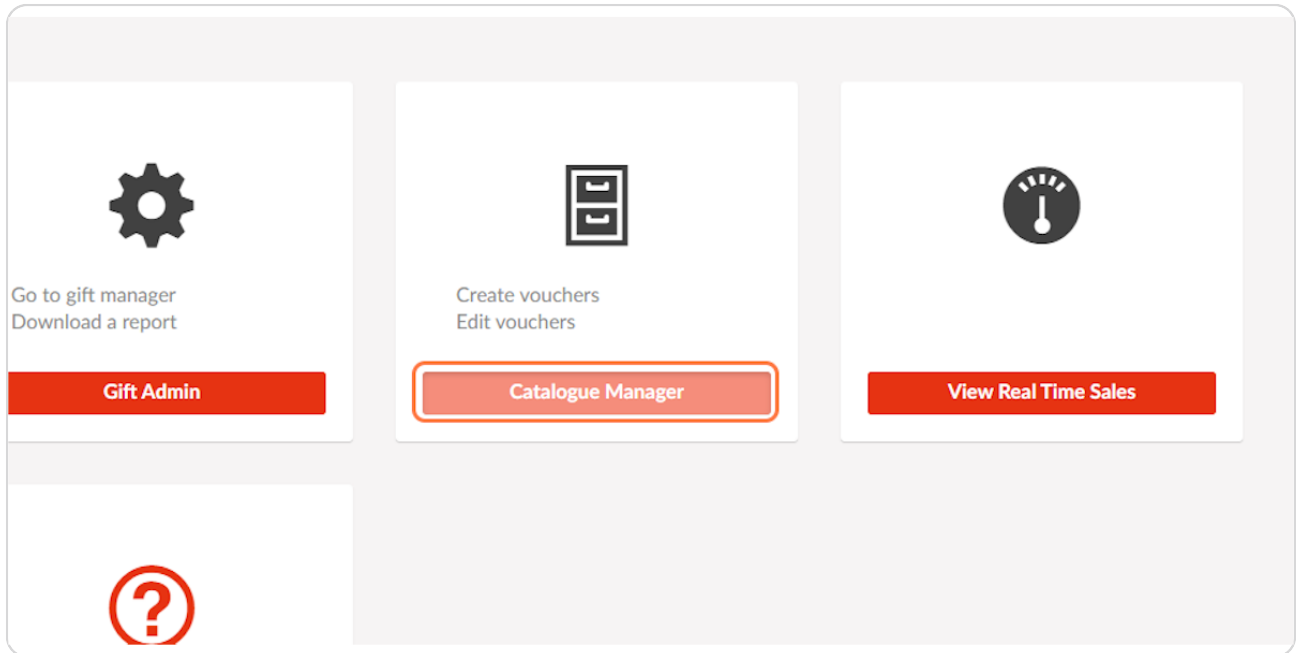 Go to gift manager
Download a report
Gift Admin
Create vouchers
Edit vouchers
Catalogue Manager
View Real Time Sales
?